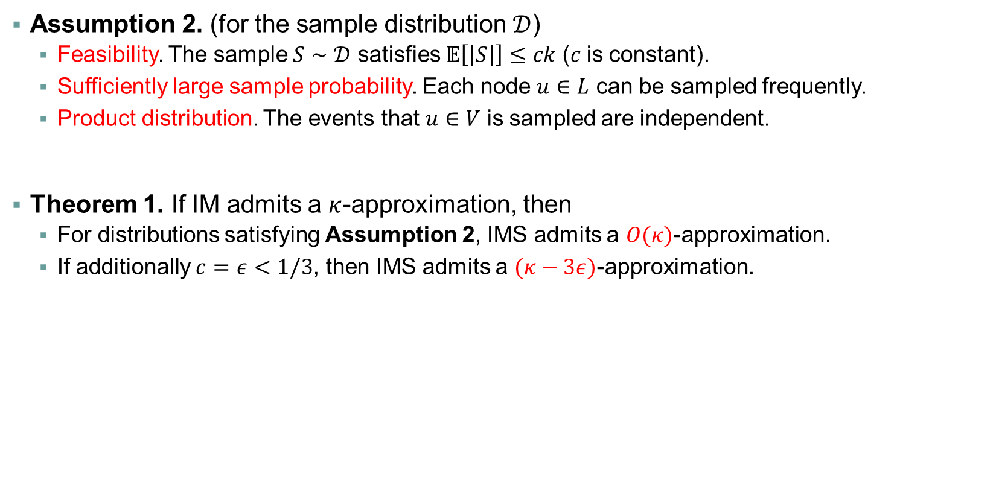 ▪ Assumption 2. (for the sample distribution 𝒟)
▪ Feasibility. The sample 𝑆 ~ 𝒟 satisfies 𝔼[|𝑆|] ≤ 𝑐𝑘 (𝑐 is constant).
▪ Sufficiently large sample probability. Each node 𝑢 ∈ 𝐿 can be sampled frequently.
▪ Product distribution. The events that 𝑢 ∈ 𝑉 is sampled are independent.
▪ Theorem 1. If IM admits a 𝜅-approximation, then
▪ For distributions satisfying Assumption 2, IMS admits a 𝑂(𝜅)-approximation.
▪ If additionally 𝑐 = 𝜖 < 1/3, then IMS admits a (𝜅 − 3𝜖)-approximation.